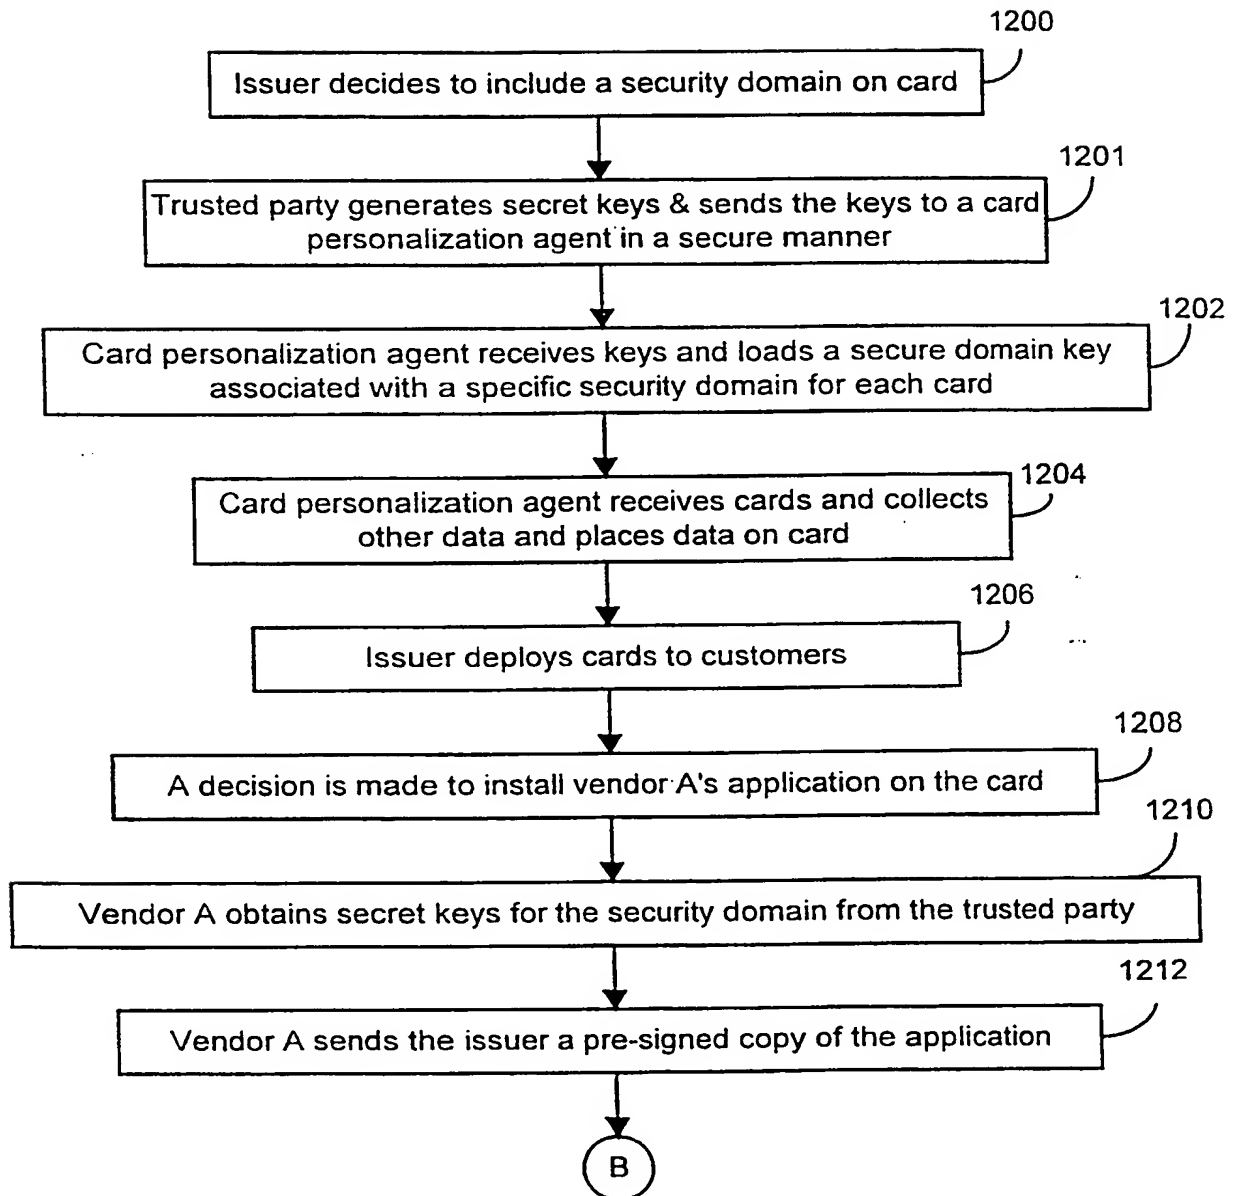 1200
Issuer decides to include a security domain on card
1201
Trusted party generates secret keys & sends the keys to a card
personalization agent in a secure manner
1202
Card personalization agent receives keys and loads a secure domain key
associated with a specific security domain for each card
1204
Card personalization agent receives cards and collects
other data and places data on card
1206
Issuer deploys cards to customers
1208
A decision is made to install vendor A's application on the card
1210
Vendor A obtains secret keys for the security domain from the trusted party
1212
Vendor A sends the issuer a pre-signed copy of the application
B